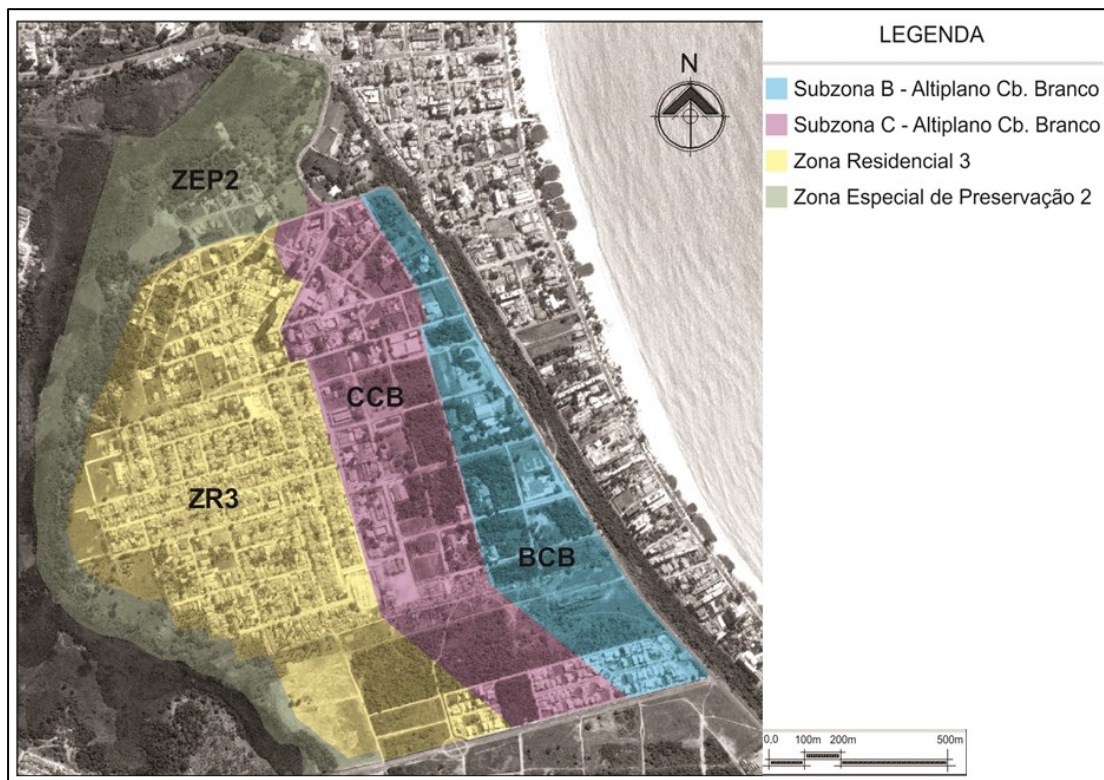 LEGENDA
N
Subzona B - Altiplano Cb. Branco
Subzona C - Altiplano Cb. Branco
Zona Residencial 3
Zona Especial de Preservação 2
ZEP2
CCB
ZR3
BCB
0,0 100m 200m 500m